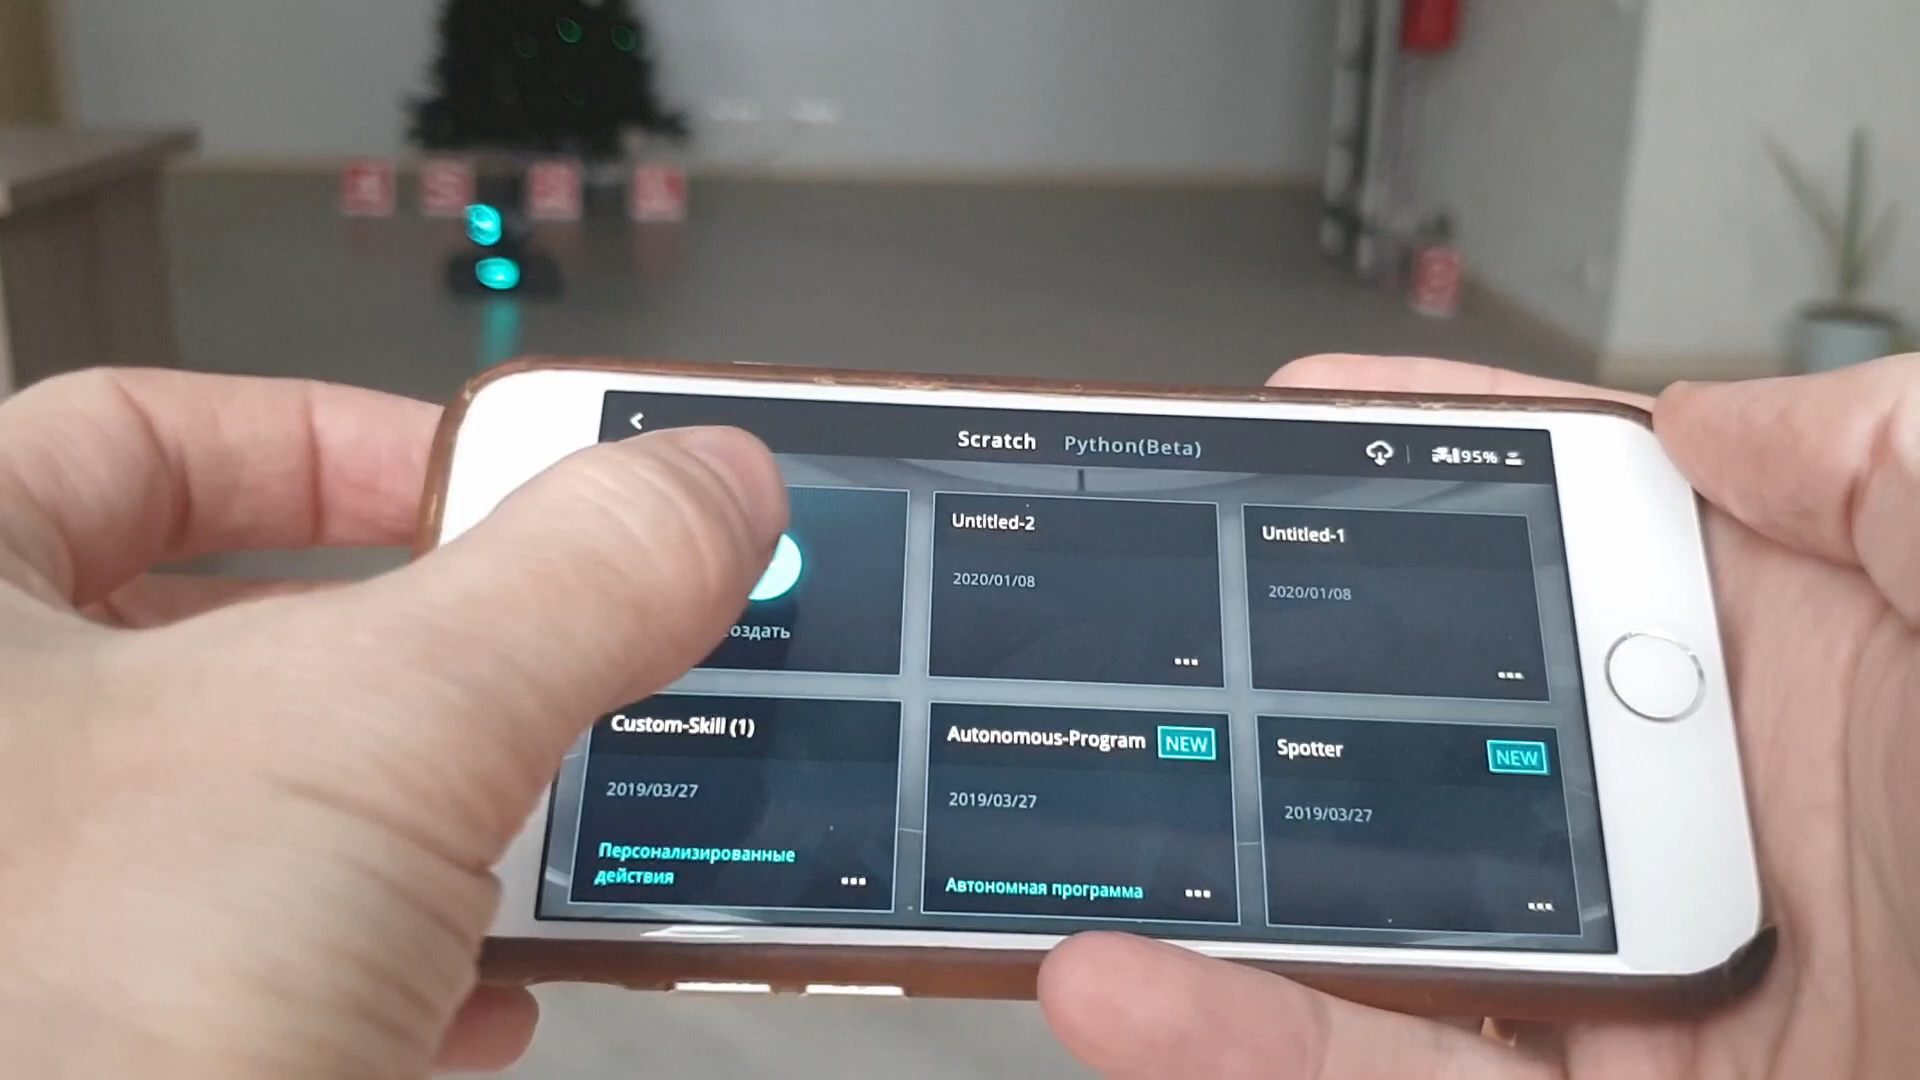 Scratch Python(Beta)
95%
Untitled-2
2020/01/08
Untitled-1
2020/01/08
оздать
Custom-Skill (1)
2019/03/27
Персонализированные
действия
Autonomous-Program NEW
2019/03/27
Автономная программа
Spotter NEW
2019/03/27